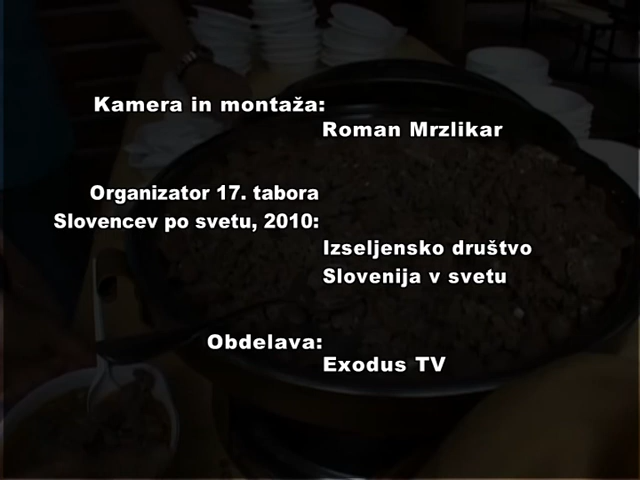 Kamera in montaža:
Roman Mrzlikar
Organizator 17. tabora
Slovencev po svetu, 2010:
Izseljensko društvo
Slovenija v svetu
Obdelava:
Exodus TV